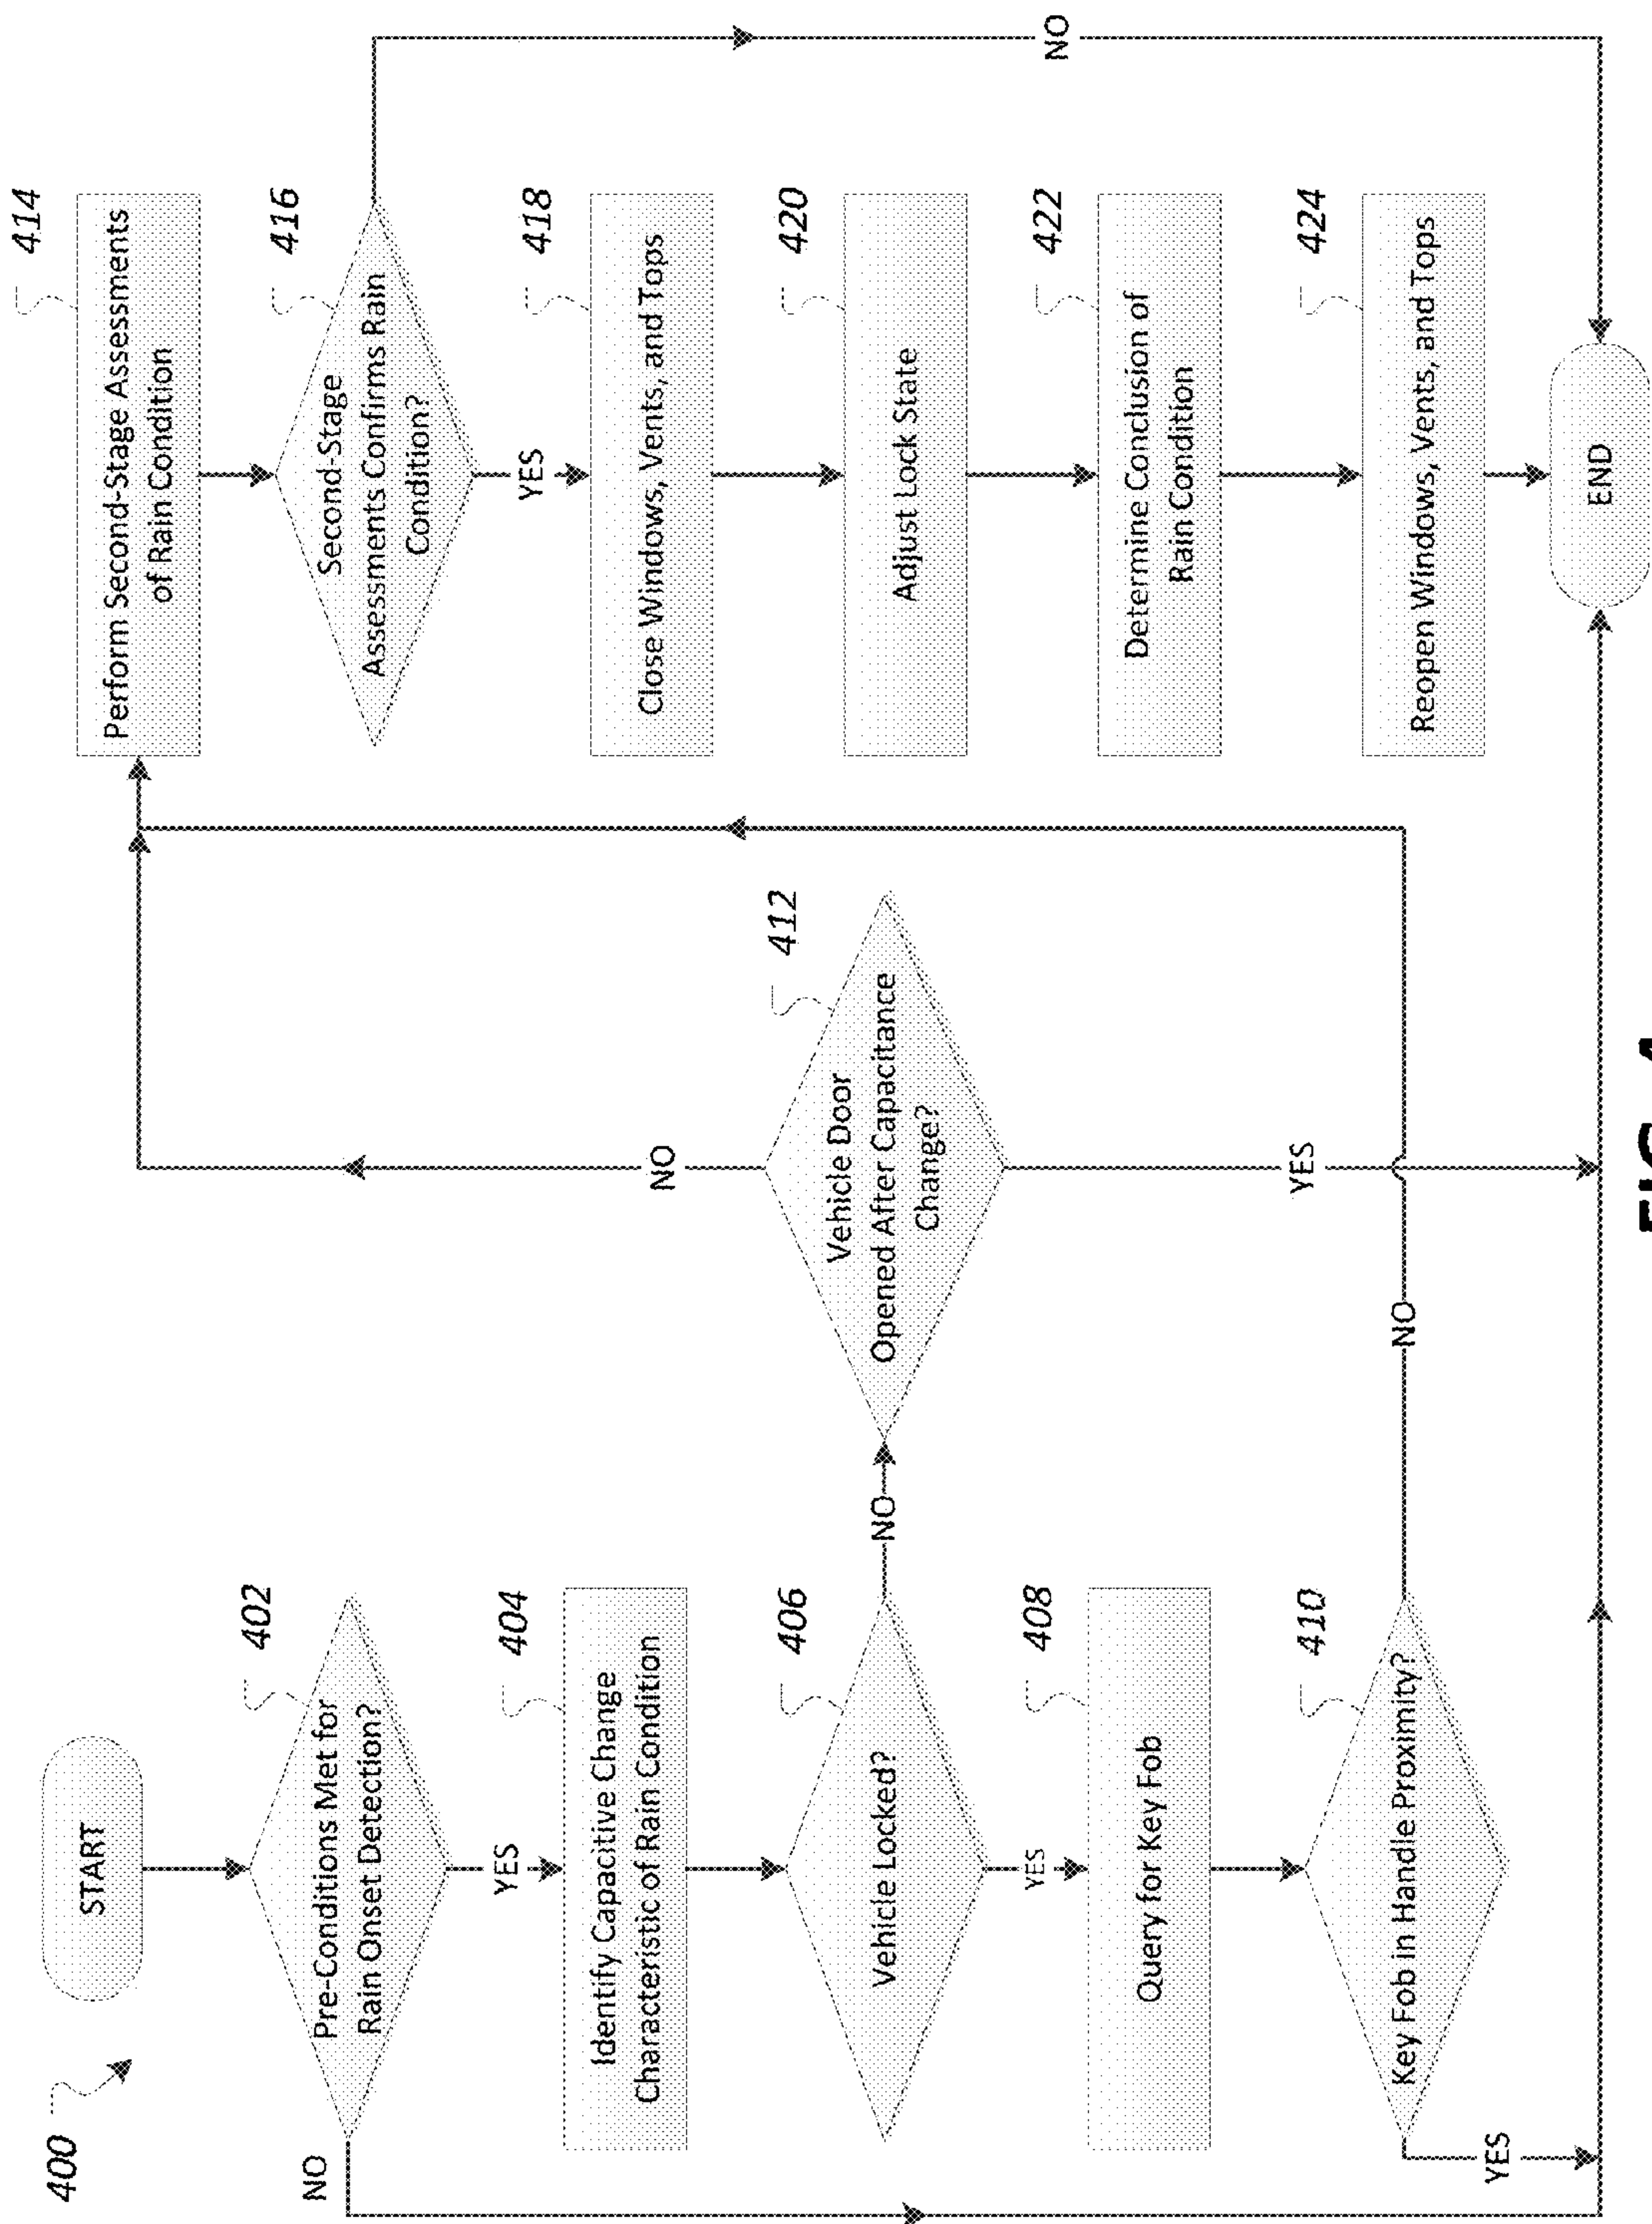 400
START
402
Pre-Conditions Met for
Rain Onset Detection?
NO
YES
404
Identify Capacitive Change
Characteristic of Rain Condition
406
Vehicle Locked?
NO
YES
408
Query for Key Fob
410
Key Fob in Handle Proximity?
NO
YES
412
Vehicle Door
Opened After Capacitance
Change?
NO
YES
414
Perform Second-Stage Assessments
of Rain Condition
416
Second-Stage
Assessments Confirms Rain
Condition?
NO
YES
418
Close Windows, Vents, and Tops
420
Adjust Lock State
422
Determine Conclusion of
Rain Condition
424
Reopen Windows, Vents, and Tops
END